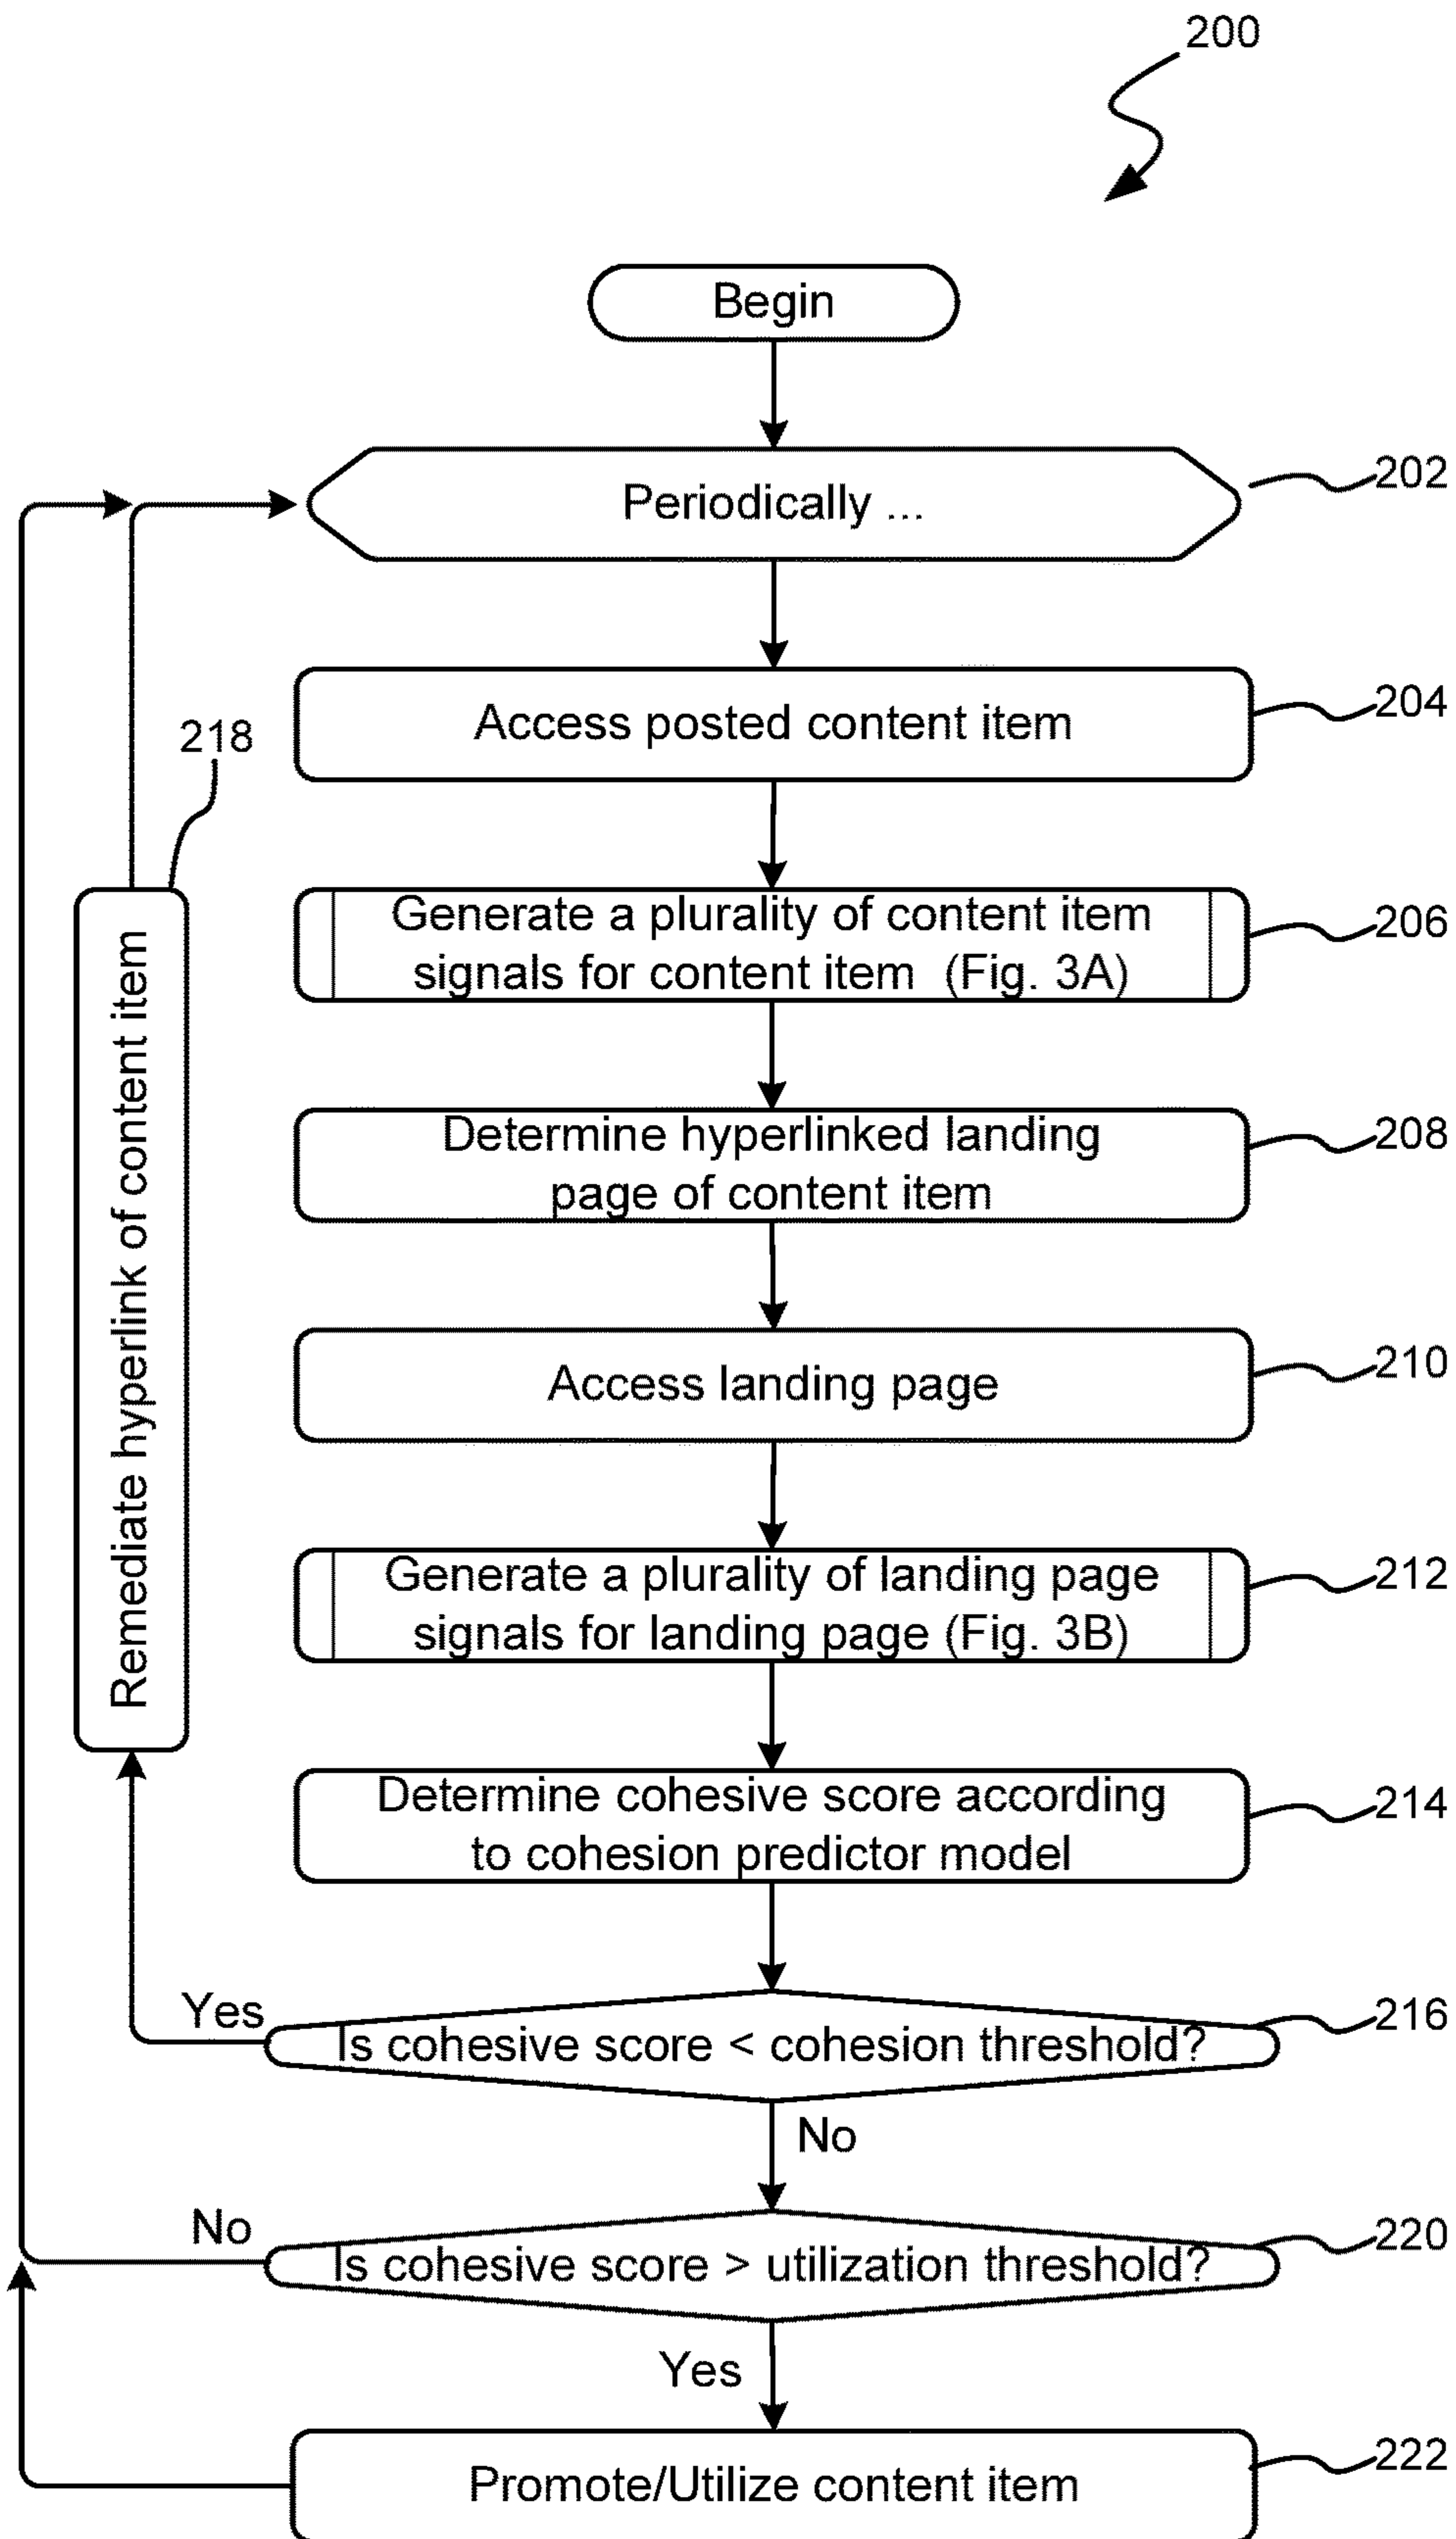 200
Begin
Periodically ...
202
Access posted content item
204
218
Generate a plurality of content item
signals for content item (Fig. 3A)
206
Remediate hyperlink of content item
Determine hyperlinked landing
page of content item
208
Access landing page
210
Generate a plurality of landing page
signals for landing page (Fig. 3B)
212
Determine cohesive score according
to cohesion predictor model
214
Yes
Is cohesive score < cohesion threshold?
216
No
No
Is cohesive score > utilization threshold?
220
Yes
Promote/Utilize content item
222